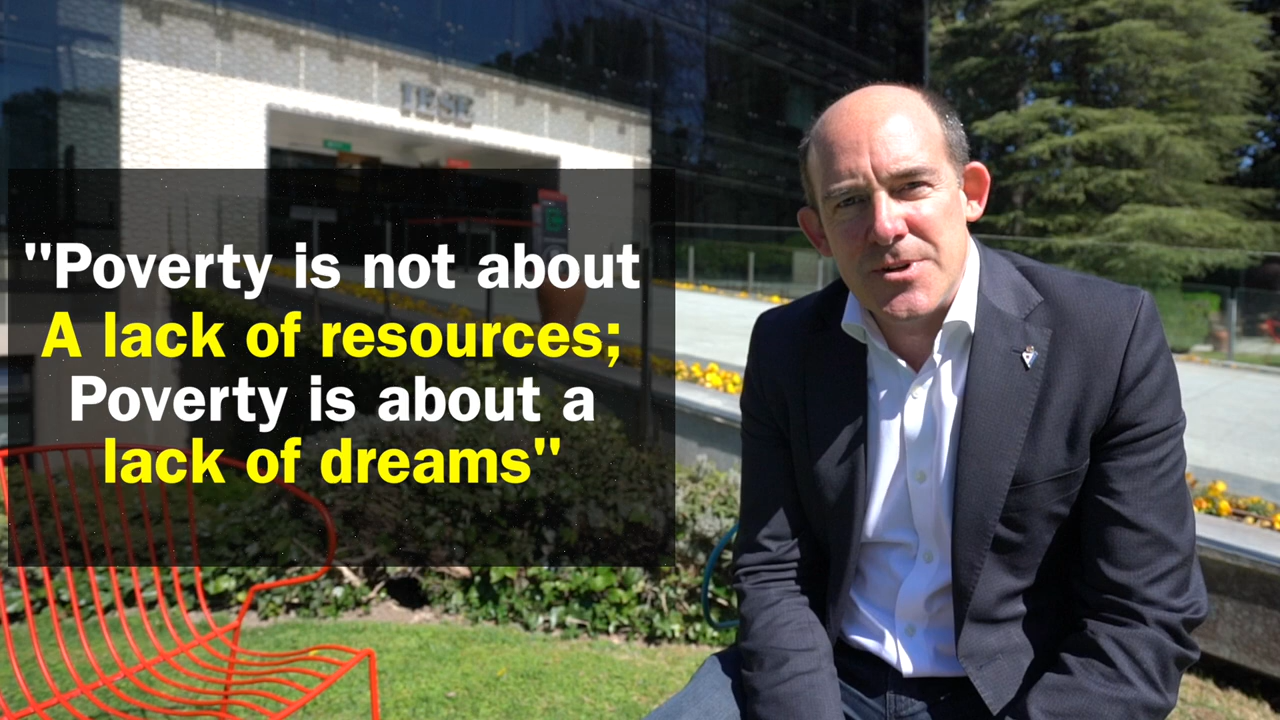 IESE
"Poverty is not about
A lack of resources;
Poverty is about a
lack of dreams"